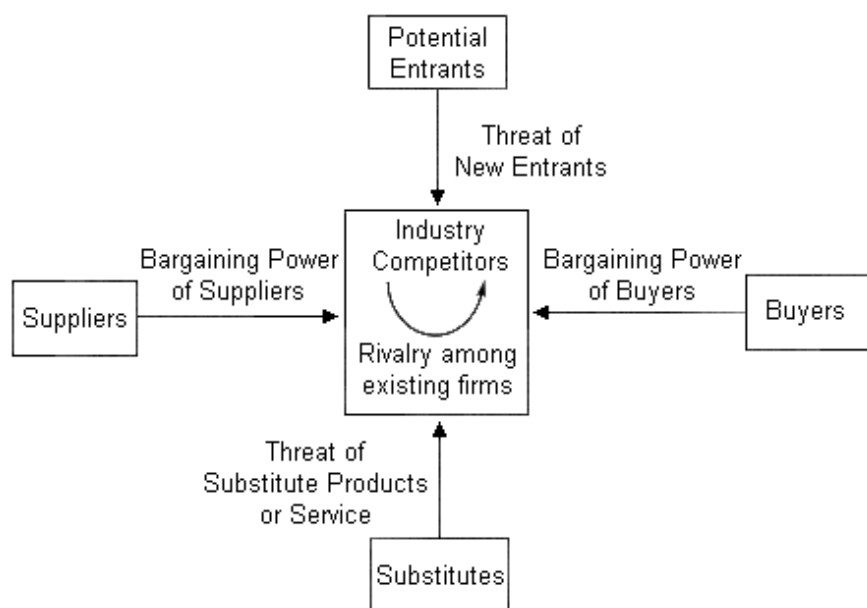 Potential
Entrants
Threat of
New Entrants
Industry
Competitors
Bargaining Power
of Suppliers
Bargaining Power
of Buyers
Suppliers
Buyers
Rivalry among
existing firms
Threat of
Substitute Products
or Service
Substitutes